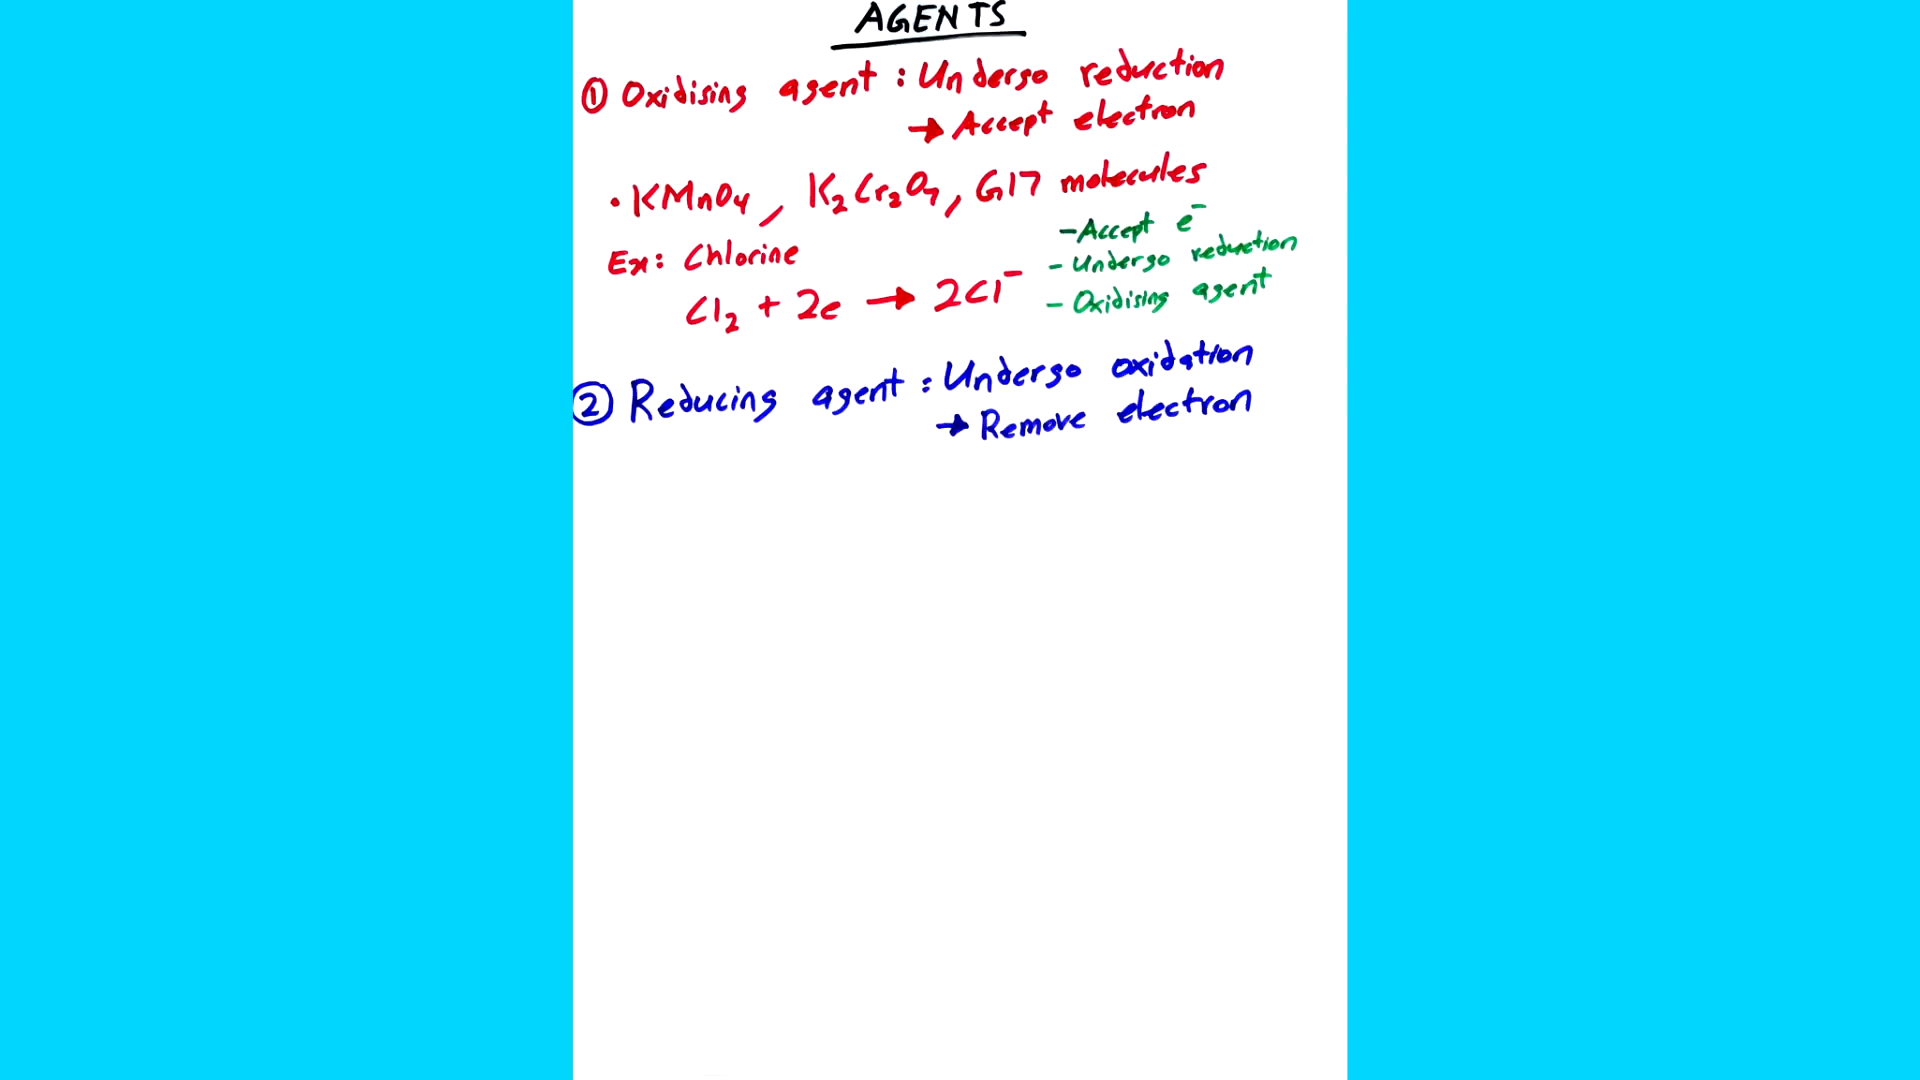 AGENTS
① Oxidising agent : Undergo reduction
→ Accept electron
• KMnO₄, K₂Cr₂O₇, G17 molecules
- Accept e⁻
Ex: Chlorine
- Undergo reduction
Cl₂ + 2e → 2Cl⁻
- Oxidising agent
② Reducing agent : Undergo oxidation
→ Remove electron